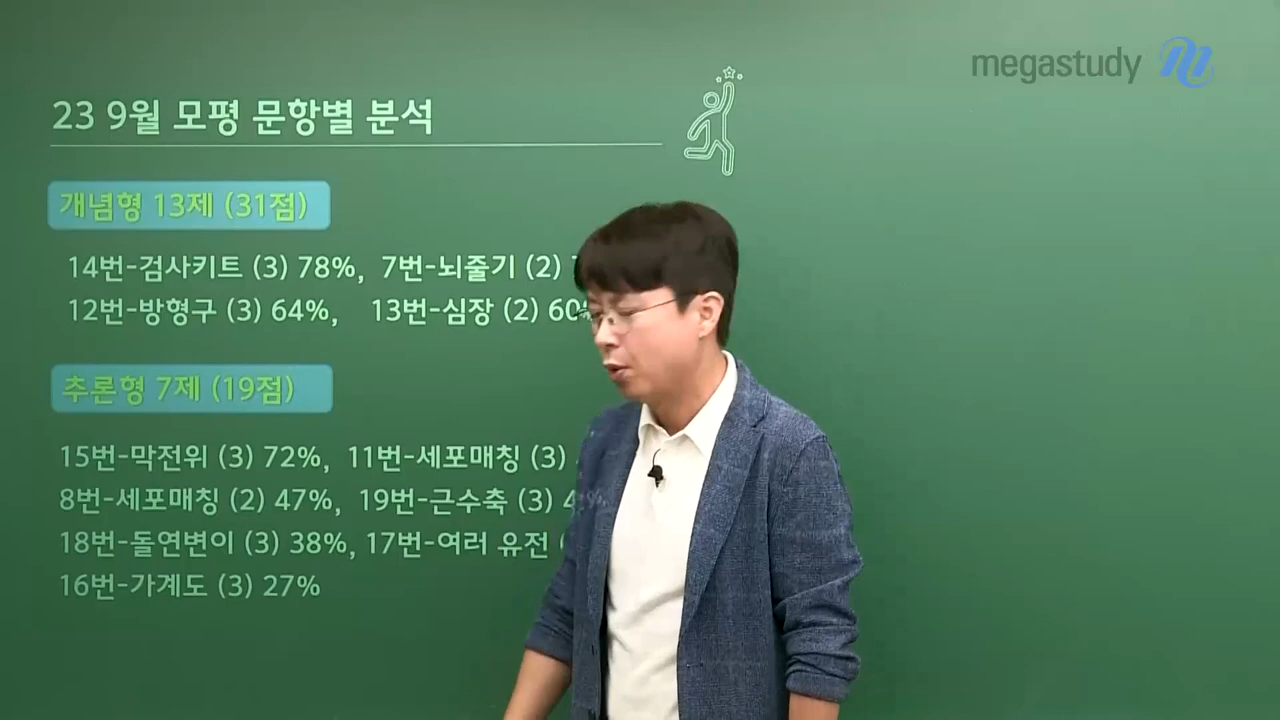 megastudy
23 9월 모평 문항별 분석
개념형 13제 (31점)
14번-검사키트 (3) 78%, 7번-뇌줄기 (2)
12번-방형구 (3) 64%, 13번-심장 (2)
추론형 7제 (19점)
15번-막전위 (3) 72%, 11번-세포매칭 (3)
8번-세포매칭 (2) 47%, 19번-근수축 (3)
18번-돌연변이 (3) 38%, 17번-여러 유전
16번-가계도 (3) 27%